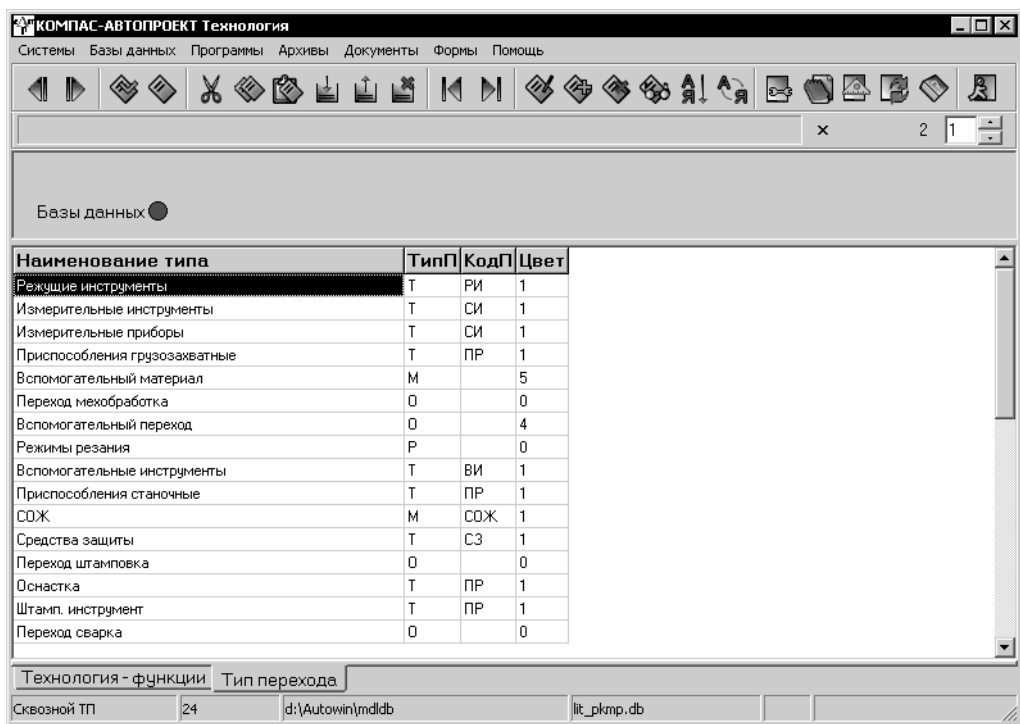 КОМПАС-АВТОПРОЕКТ Технология
Системы Базы данных Программы Архивы Документы Формы Помощь
× 2 1
Базы данных
Наименование типа ТипП КодП Цвет
Режущие инструменты Т РИ 1
Измерительные инструменты Т СИ 1
Измерительные приборы Т СИ 1
Приспособления грузозахватные Т ПР 1
Вспомогательный материал М 5
Переход мехобработка О 0
Вспомогательный переход О 4
Режимы резания Р 0
Вспомогательные инструменты Т ВИ 1
Приспособления станочные Т ПР 1
СОЖ М СОЖ 1
Средства защиты Т СЗ 1
Переход штамповка О 0
Оснастка Т ПР 1
Штамп. инструмент Т ПР 1
Переход сварка О 0
Технология - функции Тип перехода
Сквозной ТП 24 d:\Autowin\mdldb lit_pkmp.db